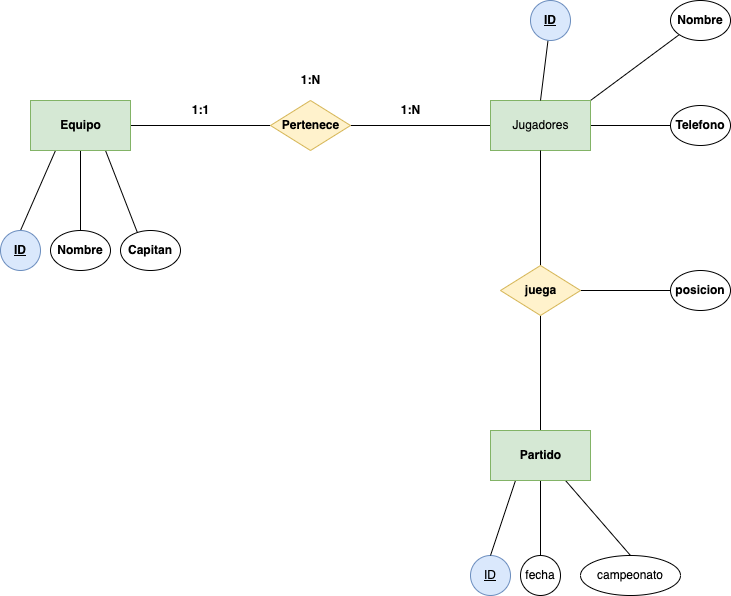 ID
Nombre
1:N
1:1
1:N
Equipo
Pertenece
Jugadores
Telefono
ID
Nombre
Capitan
juega
posicion
Partido
ID
fecha
campeonato